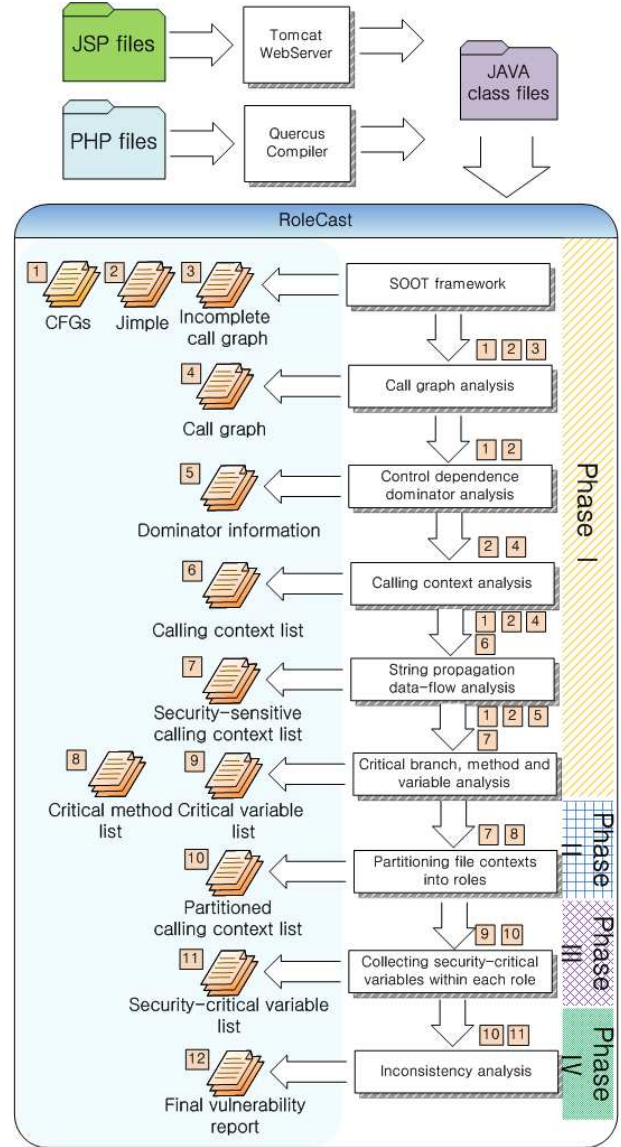 JSP files
Tomcat
WebServer
JAVA
class files
PHP files
Quercus
Compiler
RoleCast
1
2
3
CFGs
Jimple
Incomplete
call graph
SOOT framework
1 2 3
4
Call graph
Call graph analysis
1 2
5
Dominator information
Control dependence
dominator analysis
2 4
6
Calling context list
Calling context analysis
1 2 4
6
7
Security-sensitive
calling context list
String propagation
data-flow analysis
1 2 5
7
8
Critical method
list
9
Critical variable
list
Critical branch, method and
variable analysis
7 8
10
Partitioned
calling context list
Partitioning file contexts
into roles
9 10
11
Security-critical variable
list
Collecting security-critical
variables within each role
10 11
12
Final vulnerability
report
Inconsistency analysis
Phase I
Phase
II
Phase
III
Phase
IV